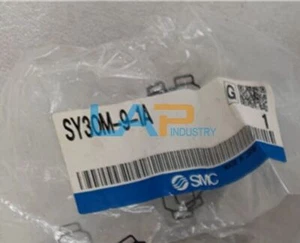 SY30M-9-1A
G
1
LAP
INDUSTRY
SMC